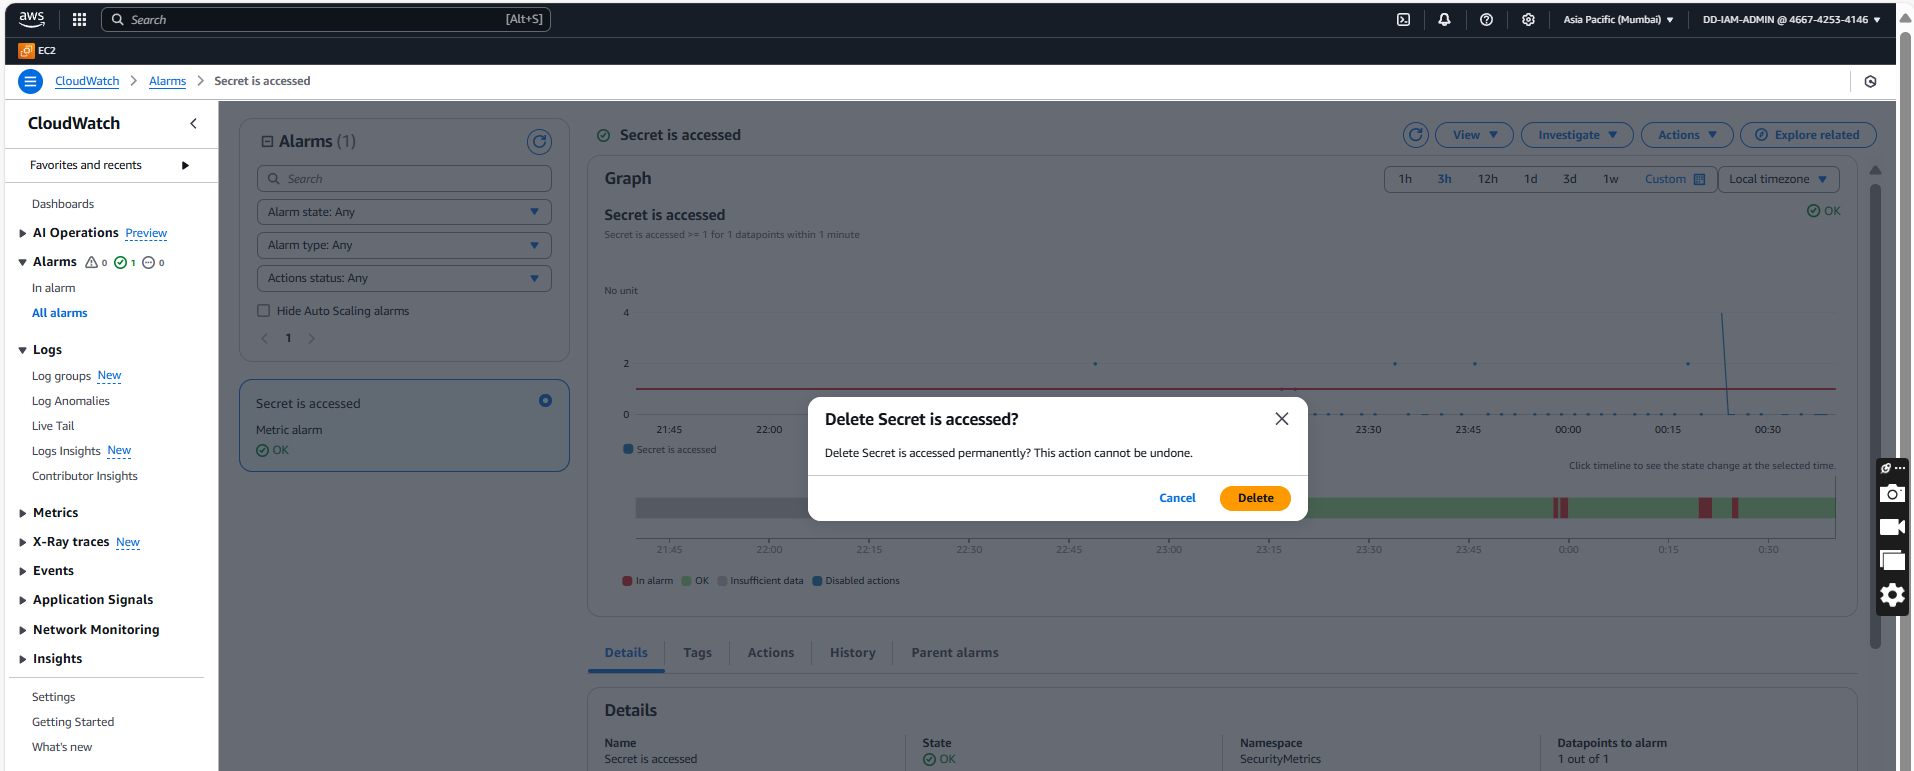 aws
Search
[Alt+S]
Asia Pacific (Mumbai)
DD-IAM-ADMIN @ 4667-4253-4146
EC2
CloudWatch
Alarms
Secret is accessed
CloudWatch
Favorites and recents
Dashboards
AI Operations Preview
Alarms 0 1 0
In alarm
All alarms
Logs
Log groups New
Log Anomalies
Live Tail
Logs Insights New
Contributor Insights
Metrics
X-Ray traces New
Events
Application Signals
Network Monitoring
Insights
Settings
Getting Started
What's new
Alarms (1)
Search
Alarm state: Any
Alarm type: Any
Actions status: Any
Hide Auto Scaling alarms
1
Secret is accessed
Metric alarm
OK
Secret is accessed
View
Investigate
Actions
Explore related
Graph
1h 3h 12h 1d 3d 1w Custom
Local timezone
Secret is accessed
OK
Secret is accessed >= 1 for 1 datapoints within 1 minute
No unit
4
2
0
21:45 22:00 23:30 23:45 00:00 00:15 00:30
Secret is accessed
Click timeline to see the state change at the selected time.
21:45 22:00 22:15 22:30 22:45 23:00 23:15 23:30 23:45 0:00 0:15 0:30
In alarm OK Insufficient data Disabled actions
Delete Secret is accessed?
Delete Secret is accessed permanently? This action cannot be undone.
Cancel
Delete
Details Tags Actions History Parent alarms
Details
Name
Secret is accessed
State
OK
Namespace
SecurityMetrics
Datapoints to alarm
1 out of 1